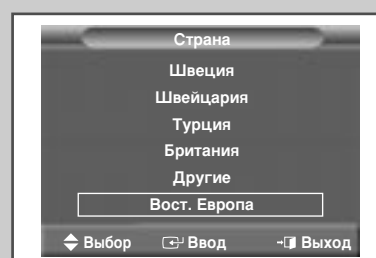 Страна
Швеция
Швейцария
Турция
Британия
Другие
Вост. Европа
Выбор Ввод Выход